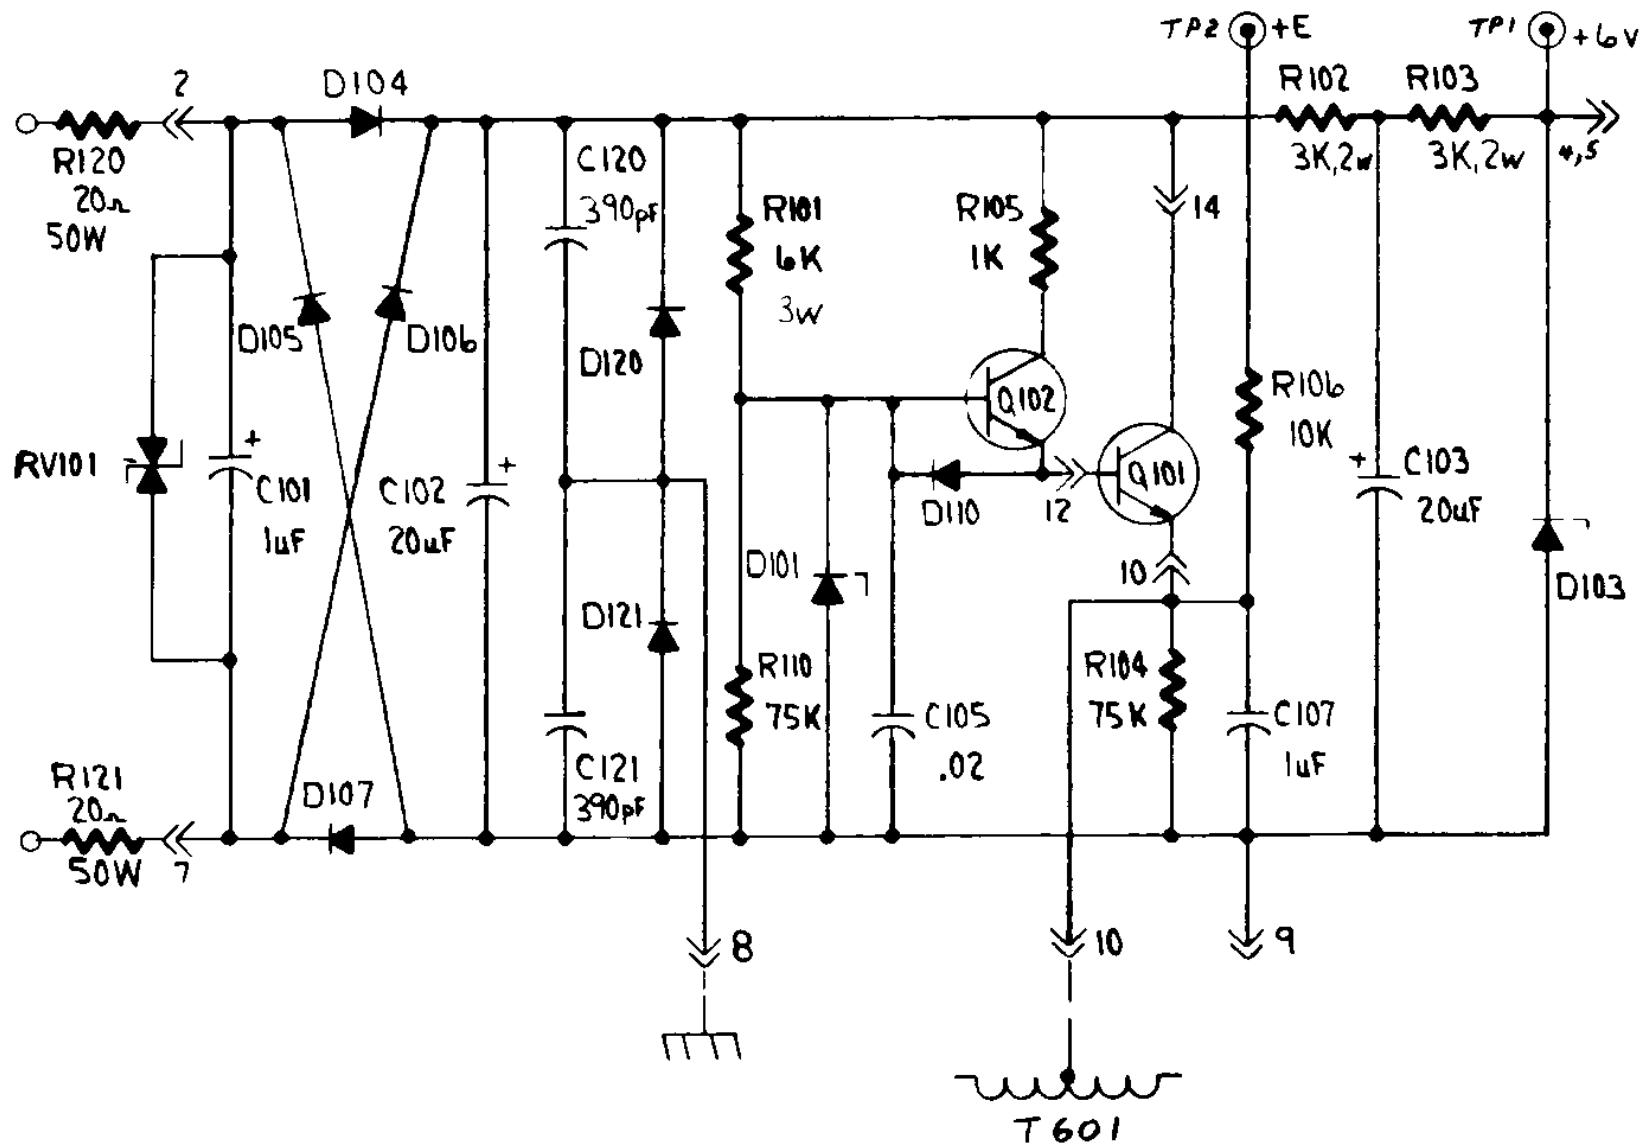 TP2 +E
TP1 +6V
2
D104
R102
R103
R120
20Ω
50W
C120
390pF
3K,2w
3K,2w
4,5
R101
6K
3w
R105
1K
14
D105
D106
D120
Q102
R106
10K
RV101
+
C101
1uF
C102
+
20uF
D110
12
Q101
+
C103
20uF
D101
10
D103
D121
R110
75K
C105
.02
R104
75K
C107
1uF
R121
20Ω
50W
7
D107
C121
390pF
8
10
9
T601